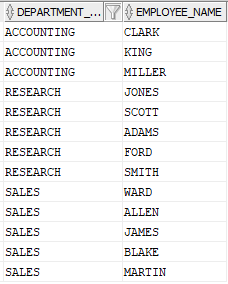 DEPARTMENT_... EMPLOYEE_NAME
ACCOUNTING CLARK
ACCOUNTING KING
ACCOUNTING MILLER
RESEARCH JONES
RESEARCH SCOTT
RESEARCH ADAMS
RESEARCH FORD
RESEARCH SMITH
SALES WARD
SALES ALLEN
SALES JAMES
SALES BLAKE
SALES MARTIN